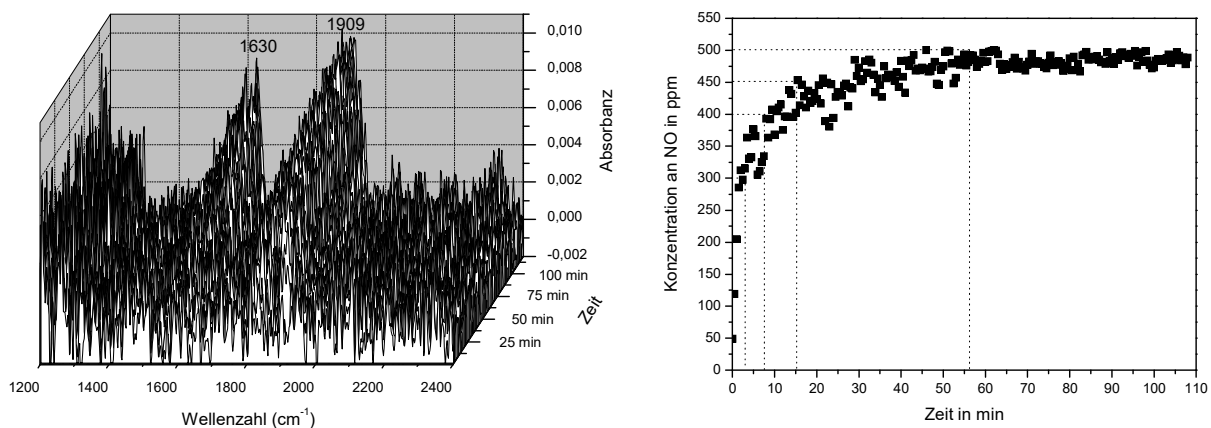 1630
1909
0,010
0,008
0,006
0,004
0,002
0,000
-0,002
Absorbanz
100 min
75 min
50 min
25 min
Zeit
1200 1400 1600 1800 2000 2200 2400
Wellenzahl (cm⁻¹)
550
500
450
400
350
300
250
200
150
100
50
0
Konzentration an NO in ppm
0 10 20 30 40 50 60 70 80 90 100 110
Zeit in min